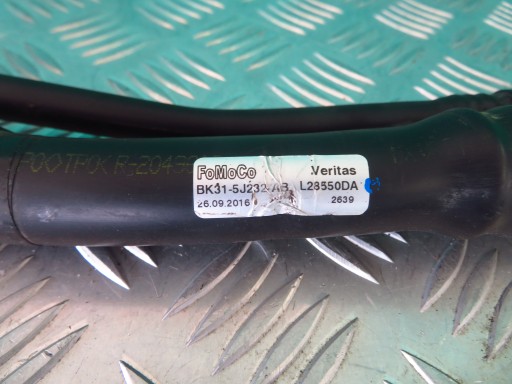 FoMoCo Veritas
BK31-5J232-AB L28550DA
26.09.2016 2639